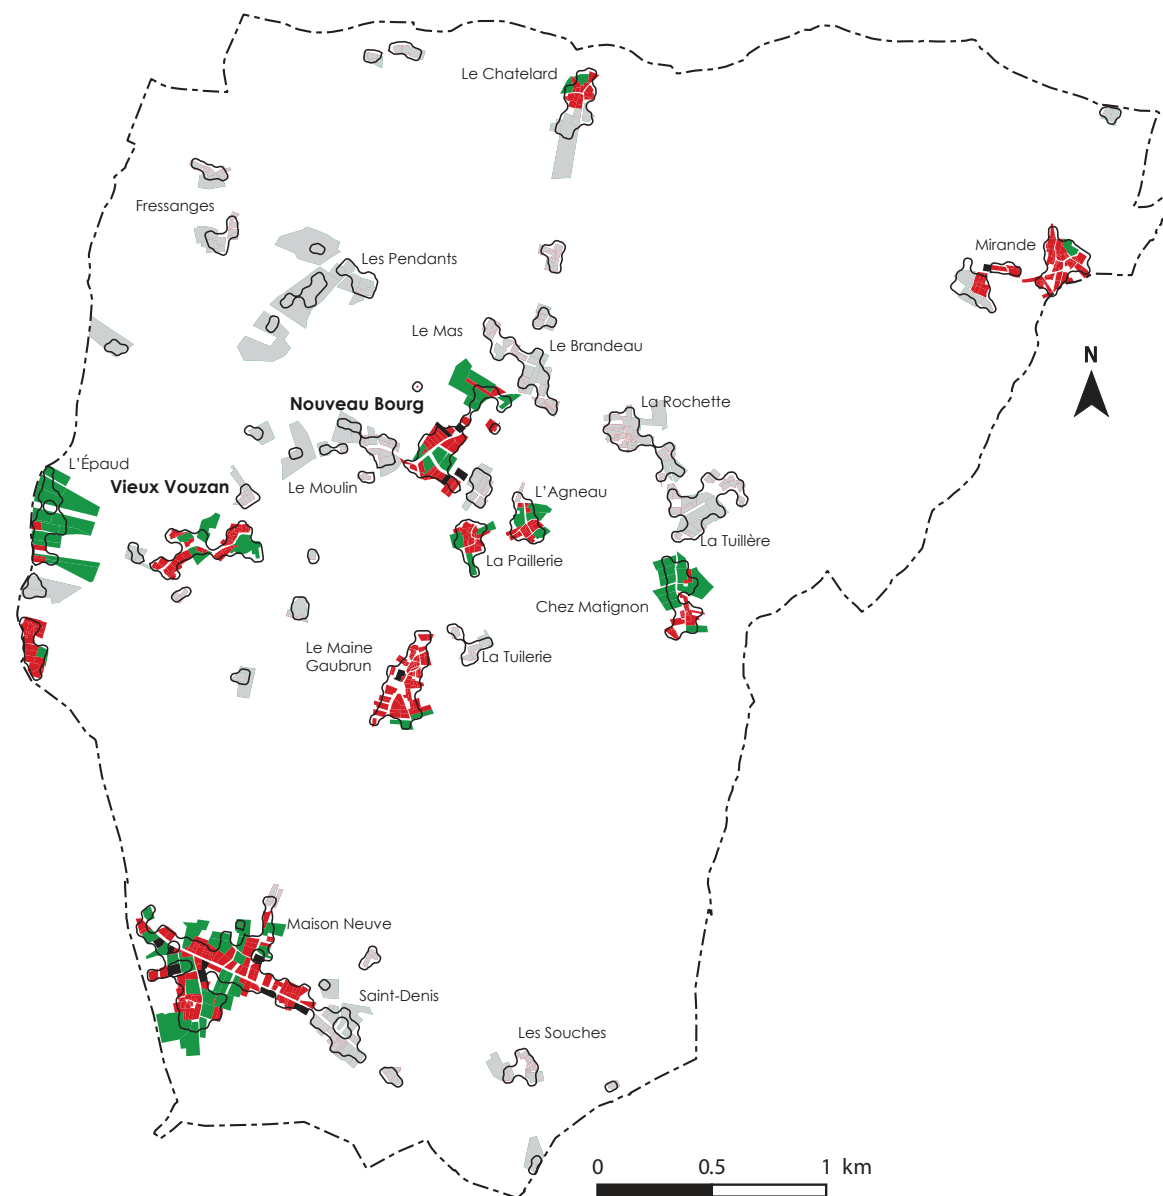 Le Chatelard
Fressanges
Mirande
Les Pendants
Le Mas
Le Brandeau
N
Nouveau Bourg
La Rochette
L'Épaud
Vieux Vouzan
Le Moulin
L'Agneau
La Tuillère
La Paillerie
Chez Matignon
Le Maine
Gaubrun
La Tuilerie
Maison Neuve
Saint-Denis
Les Souches
0 0.5 1 km